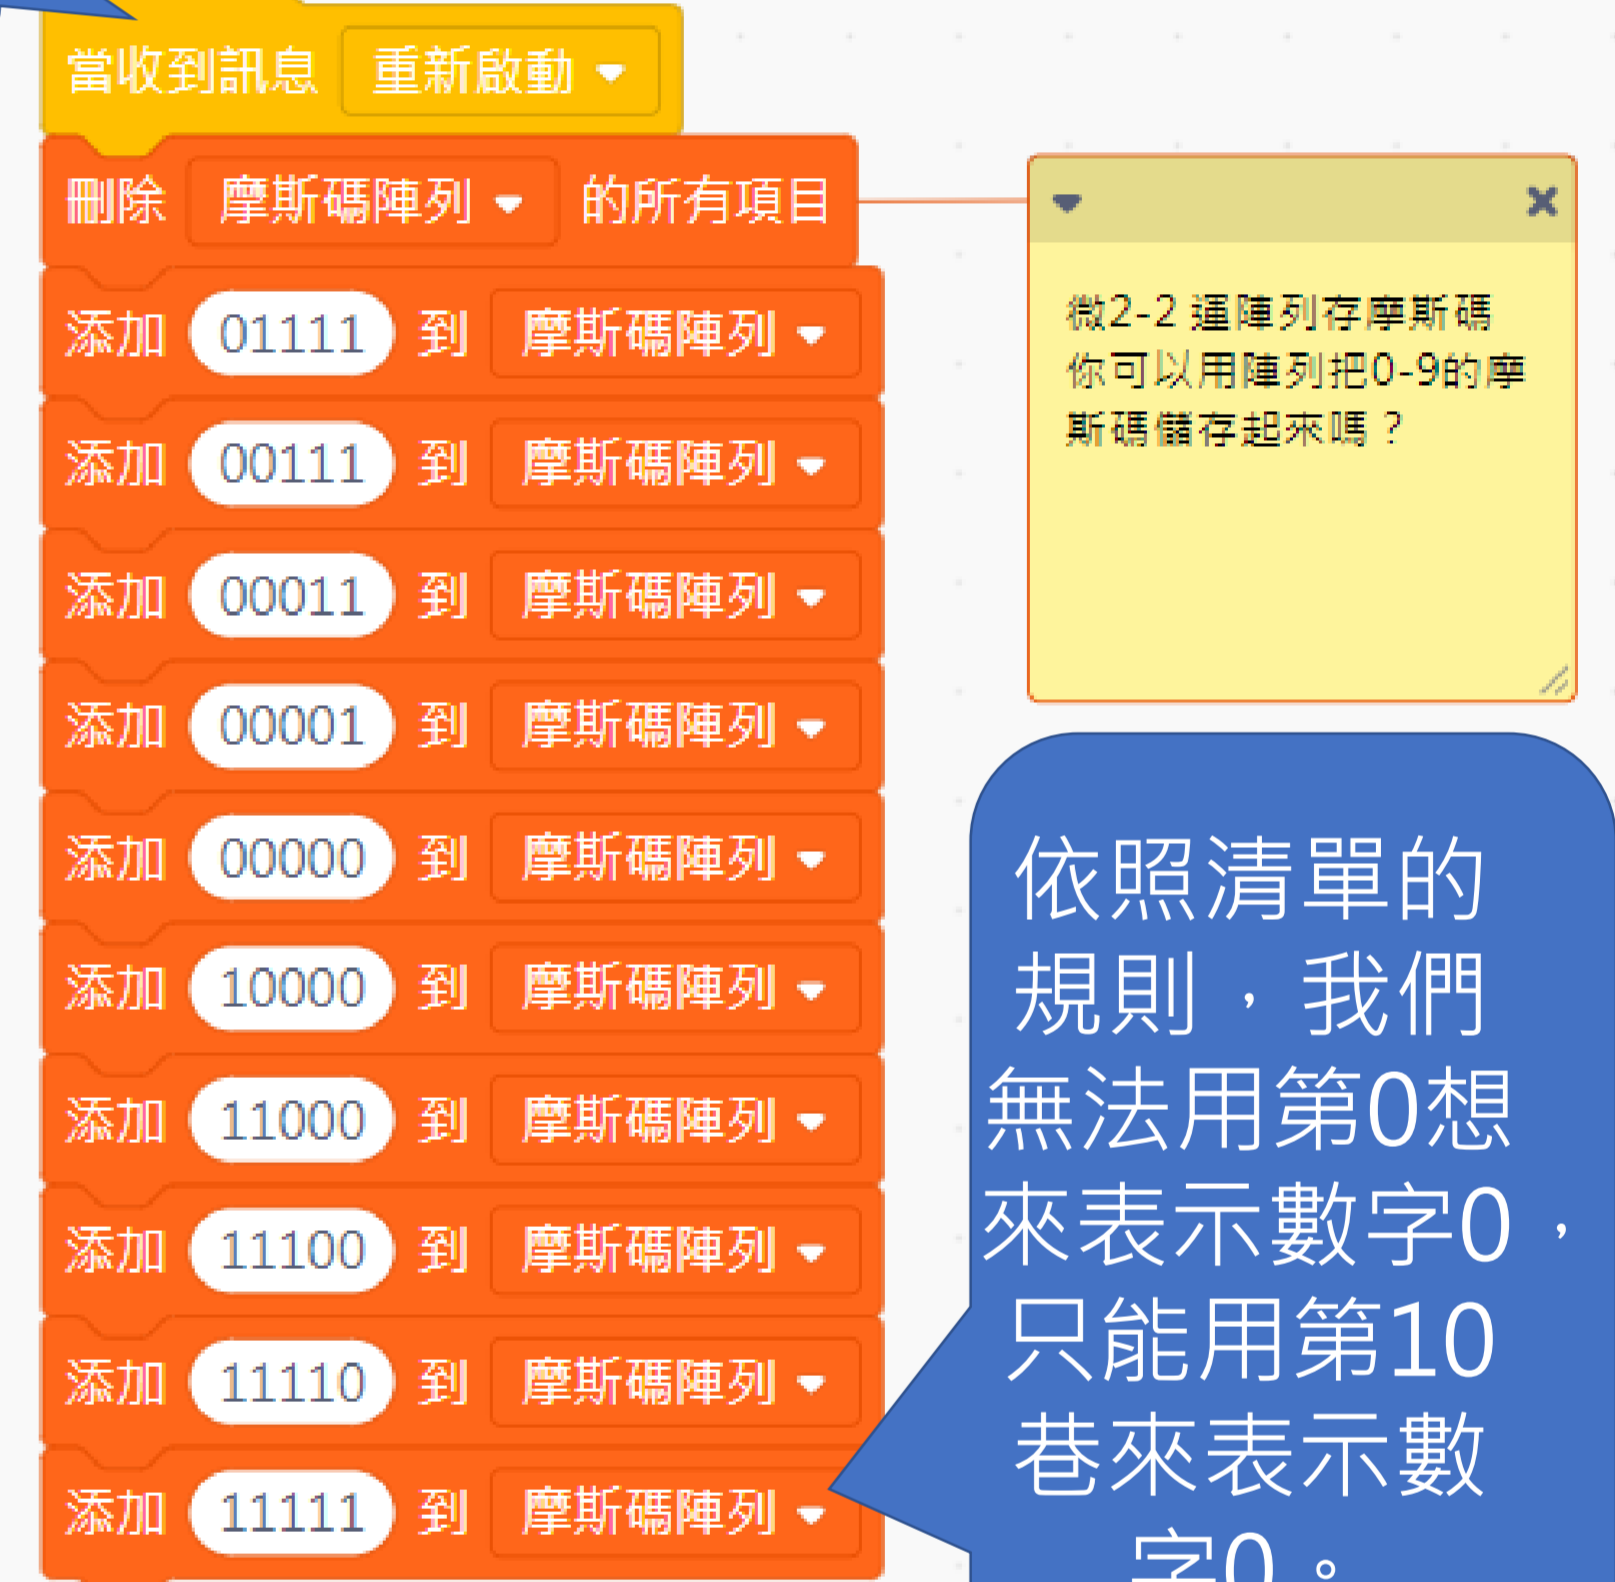 當收到訊息 重新啟動
刪除 摩斯碼陣列 的所有項目
添加 01111 到 摩斯碼陣列
添加 00111 到 摩斯碼陣列
添加 00011 到 摩斯碼陣列
添加 00001 到 摩斯碼陣列
添加 00000 到 摩斯碼陣列
添加 10000 到 摩斯碼陣列
添加 11000 到 摩斯碼陣列
添加 11100 到 摩斯碼陣列
添加 11110 到 摩斯碼陣列
添加 11111 到 摩斯碼陣列
微2-2 運陣列存摩斯碼
你可以用陣列把0-9的摩
斯碼儲存起來嗎？
依照清單的
規則，我們
無法用第0想
來表示數字0，
只能用第10
巷來表示數
字0。